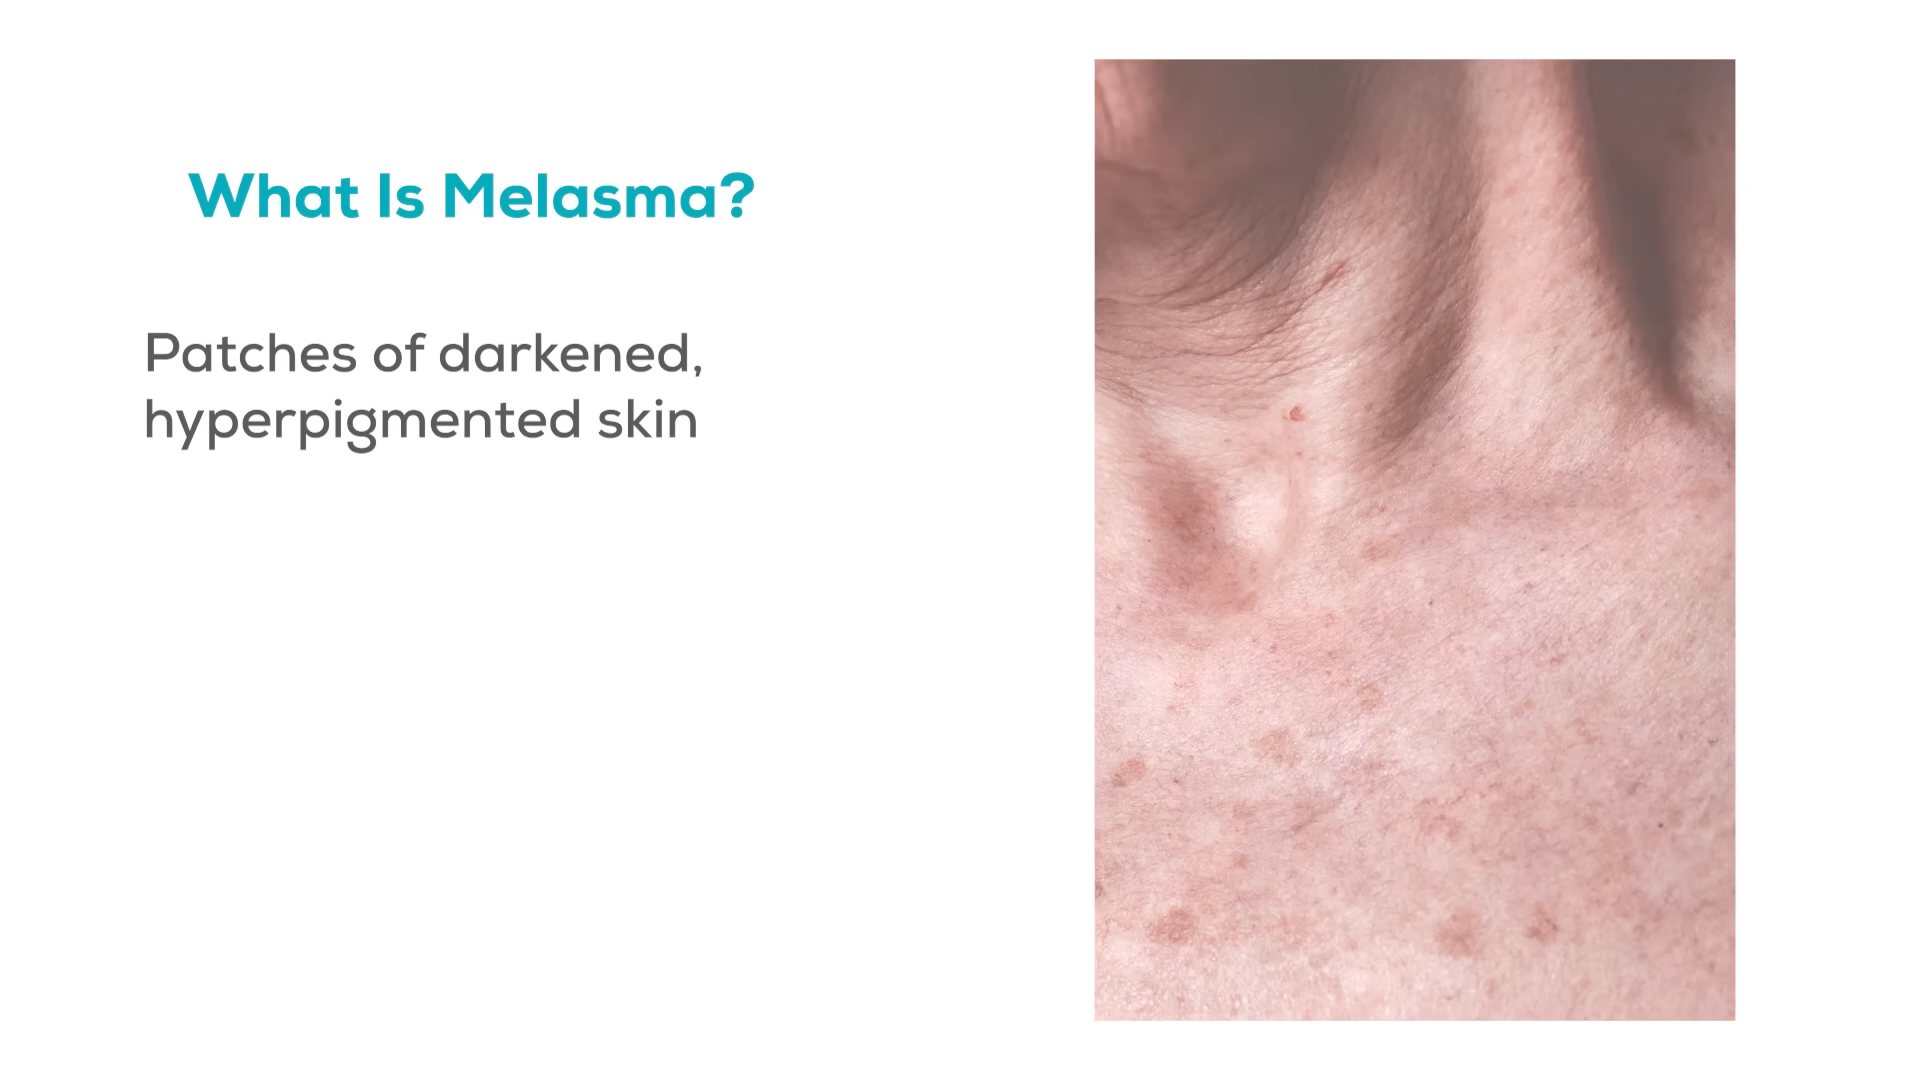 What Is Melasma?
Patches of darkened,
hyperpigmented skin